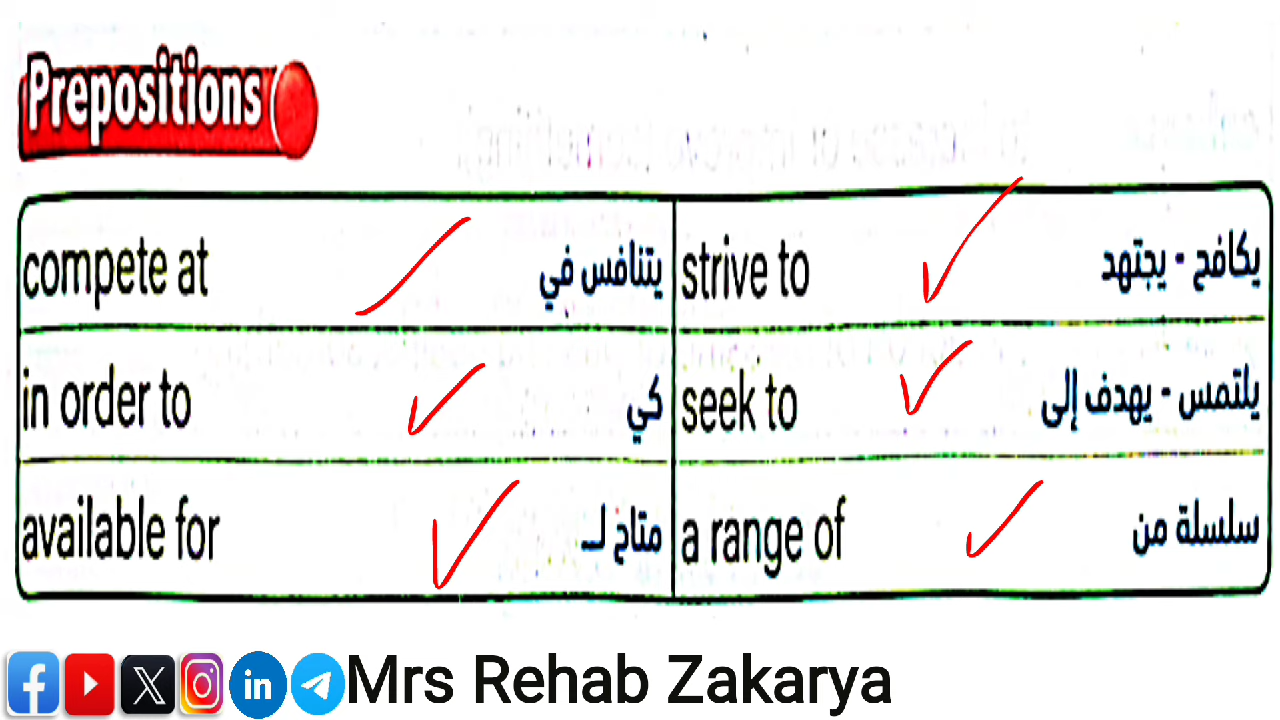 Prepositions
compete at يتنافس في strive to يكافح - يجتهد
in order to كي seek to يلتمس - يهدف إلى
available for متاح لـ a range of سلسلة من
Mrs Rehab Zakarya